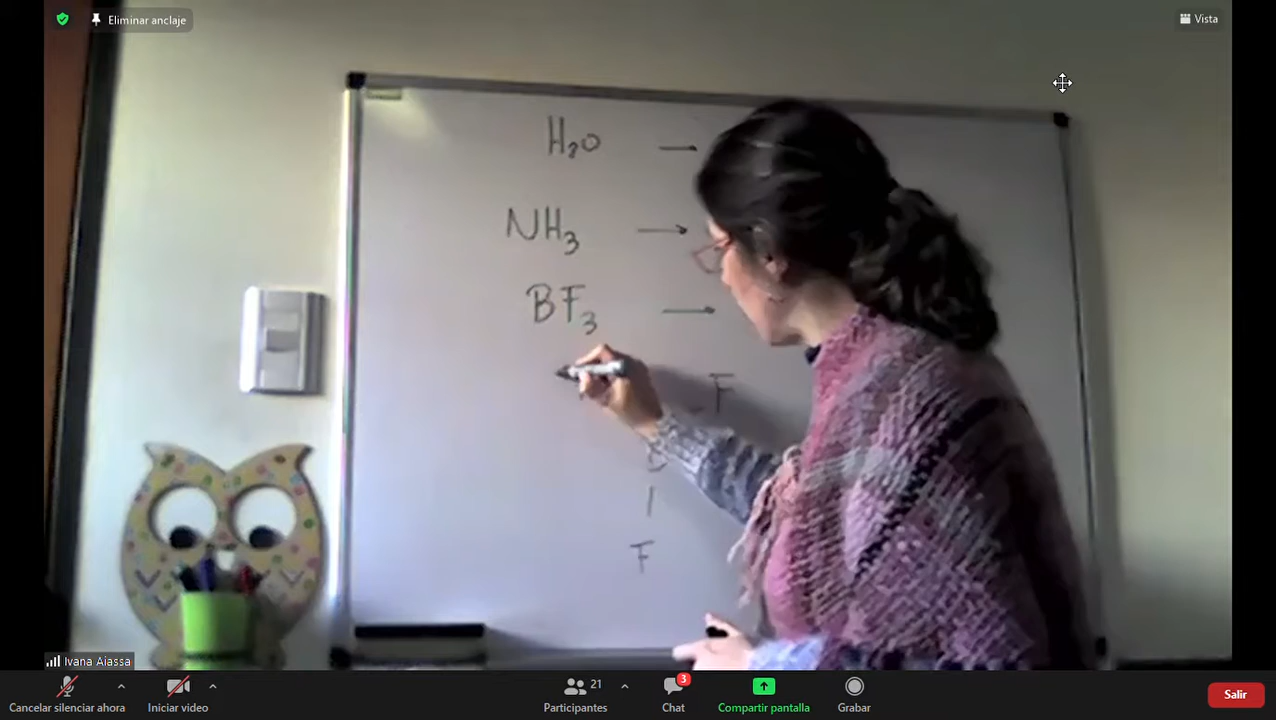 Eliminar anclaje
Vista
H₂O →
NH₃ →
BF₃ →
F
F
Ivana Aiassa
Cancelar silenciar ahora
Iniciar video
21
Participantes
3
Chat
Compartir pantalla
Grabar
Salir